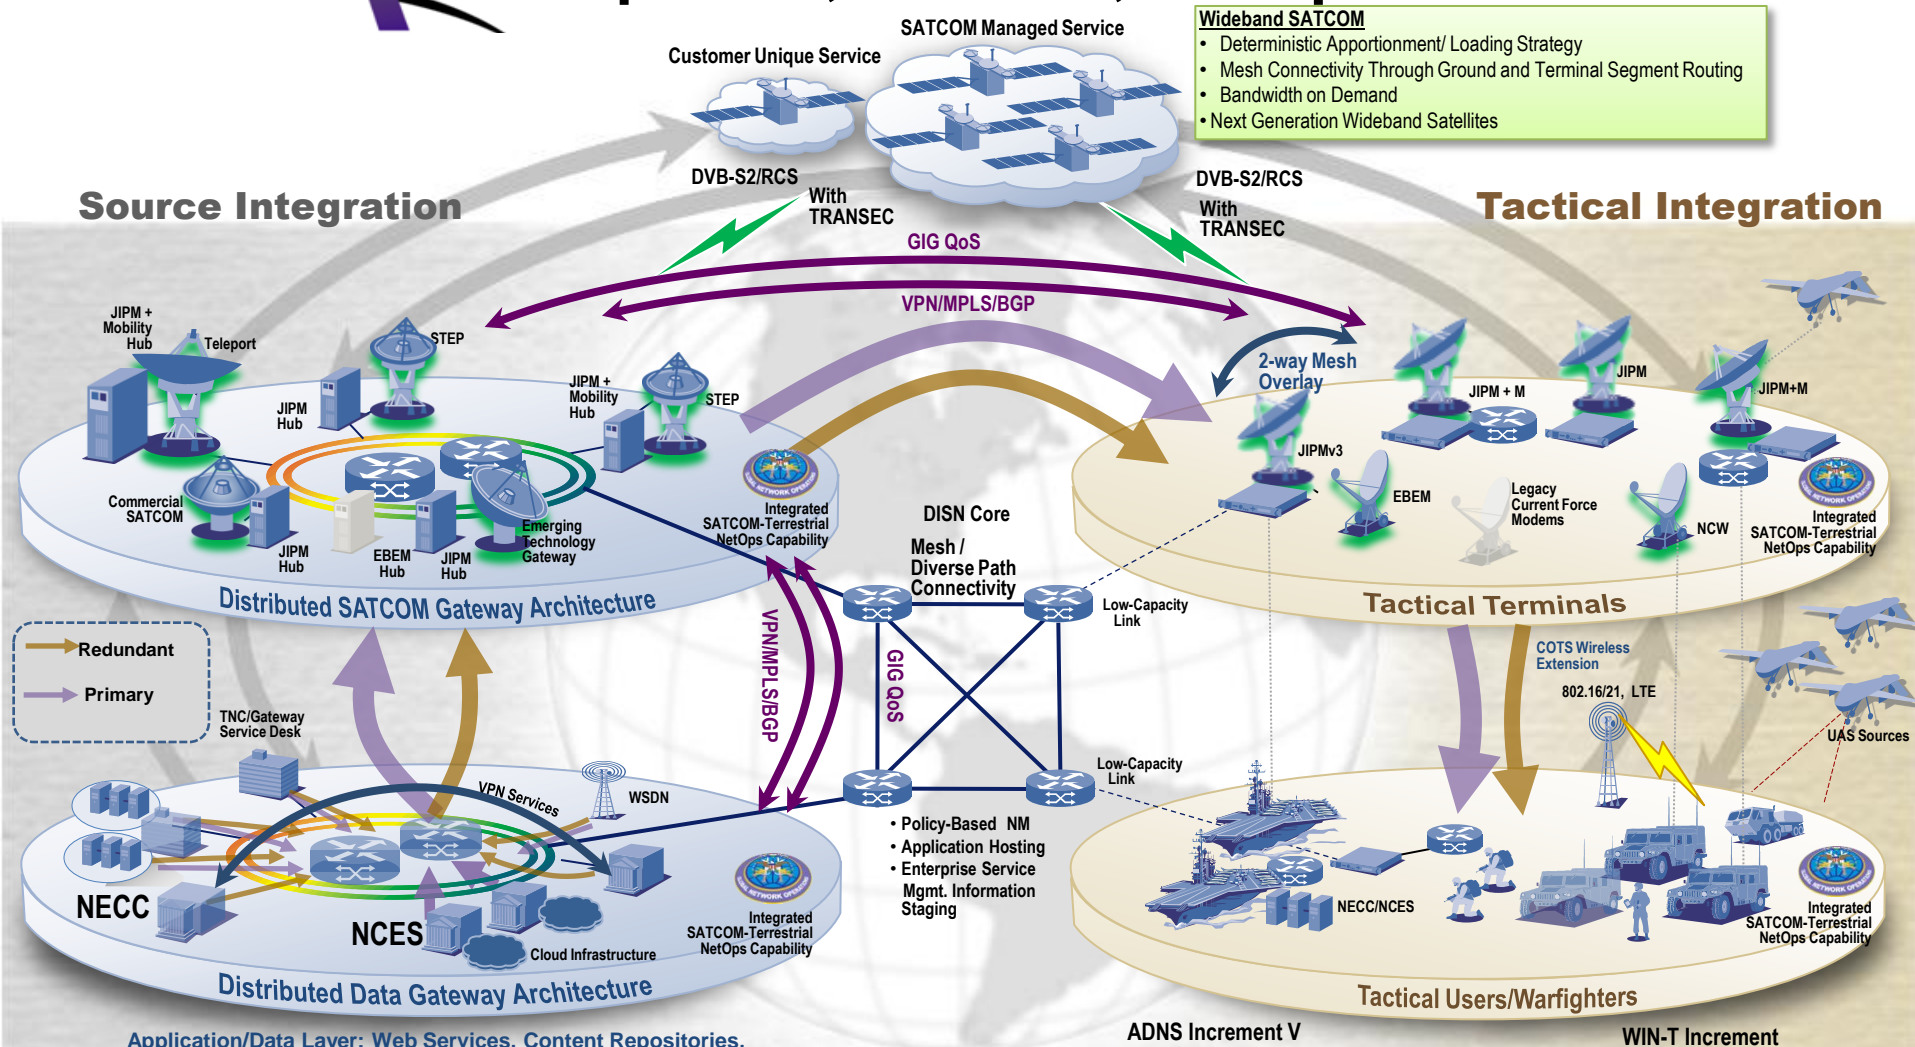 SATCOM Managed Service
Customer Unique Service
Wideband SATCOM
• Deterministic Apportionment/ Loading Strategy
• Mesh Connectivity Through Ground and Terminal Segment Routing
• Bandwidth on Demand
• Next Generation Wideband Satellites
DVB-S2/RCS
With
TRANSEC
DVB-S2/RCS
With
TRANSEC
Source Integration
Tactical Integration
GIG QoS
VPN/MPLS/BGP
2-way Mesh
Overlay
JIPM +
Mobility
Hub
Teleport
STEP
JIPM
Hub
JIPM +
Mobility
Hub
STEP
Commercial
SATCOM
JIPM
Hub
EBEM
Hub
JIPM
Hub
Emerging
Technology
Gateway
Integrated
SATCOM-Terrestrial
NetOps Capability
Distributed SATCOM Gateway Architecture
JIPMv3
EBEM
JIPM + M
JIPM
JIPM+M
Legacy
Current Force
Modems
NCW
Integrated
SATCOM-Terrestrial
NetOps Capability
Tactical Terminals
DISN Core
Mesh /
Diverse Path
Connectivity
Low-Capacity
Link
VPN/MPLS/BGP
GIG QoS
Low-Capacity
Link
• Policy-Based NM
• Application Hosting
• Enterprise Service
Mgmt. Information
Staging
Redundant
Primary
TNC/Gateway
Service Desk
VPN Services
WSDN
NECC
NCES
Cloud Infrastructure
Integrated
SATCOM-Terrestrial
NetOps Capability
Distributed Data Gateway Architecture
COTS Wireless
Extension
802.16/21, LTE
UAS Sources
NECC/NCES
Integrated
SATCOM-Terrestrial
NetOps Capability
Tactical Users/Warfighters
ADNS Increment V
WIN-T Increment
Application/Data Layer: Web Services, Content Repositories,